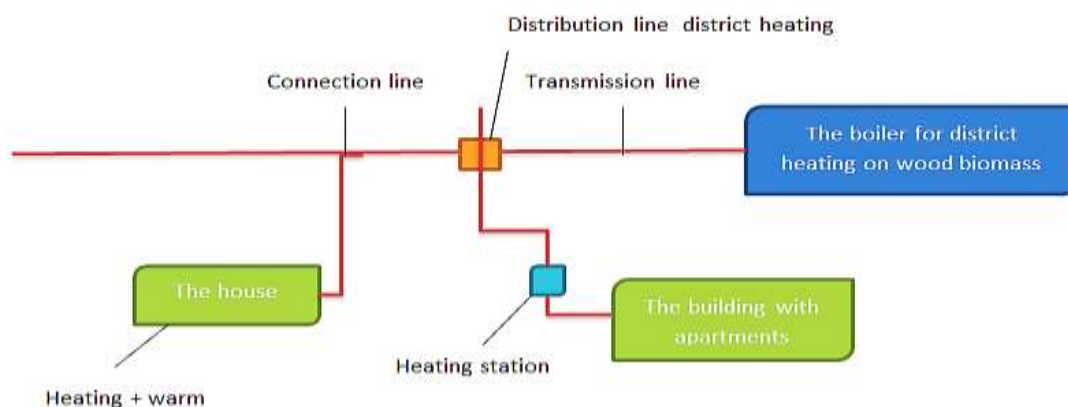 Distribution line district heating
Connection line
Transmission line
The boiler for district
heating on wood biomass
The house
The building with
apartments
Heating station
Heating + warm